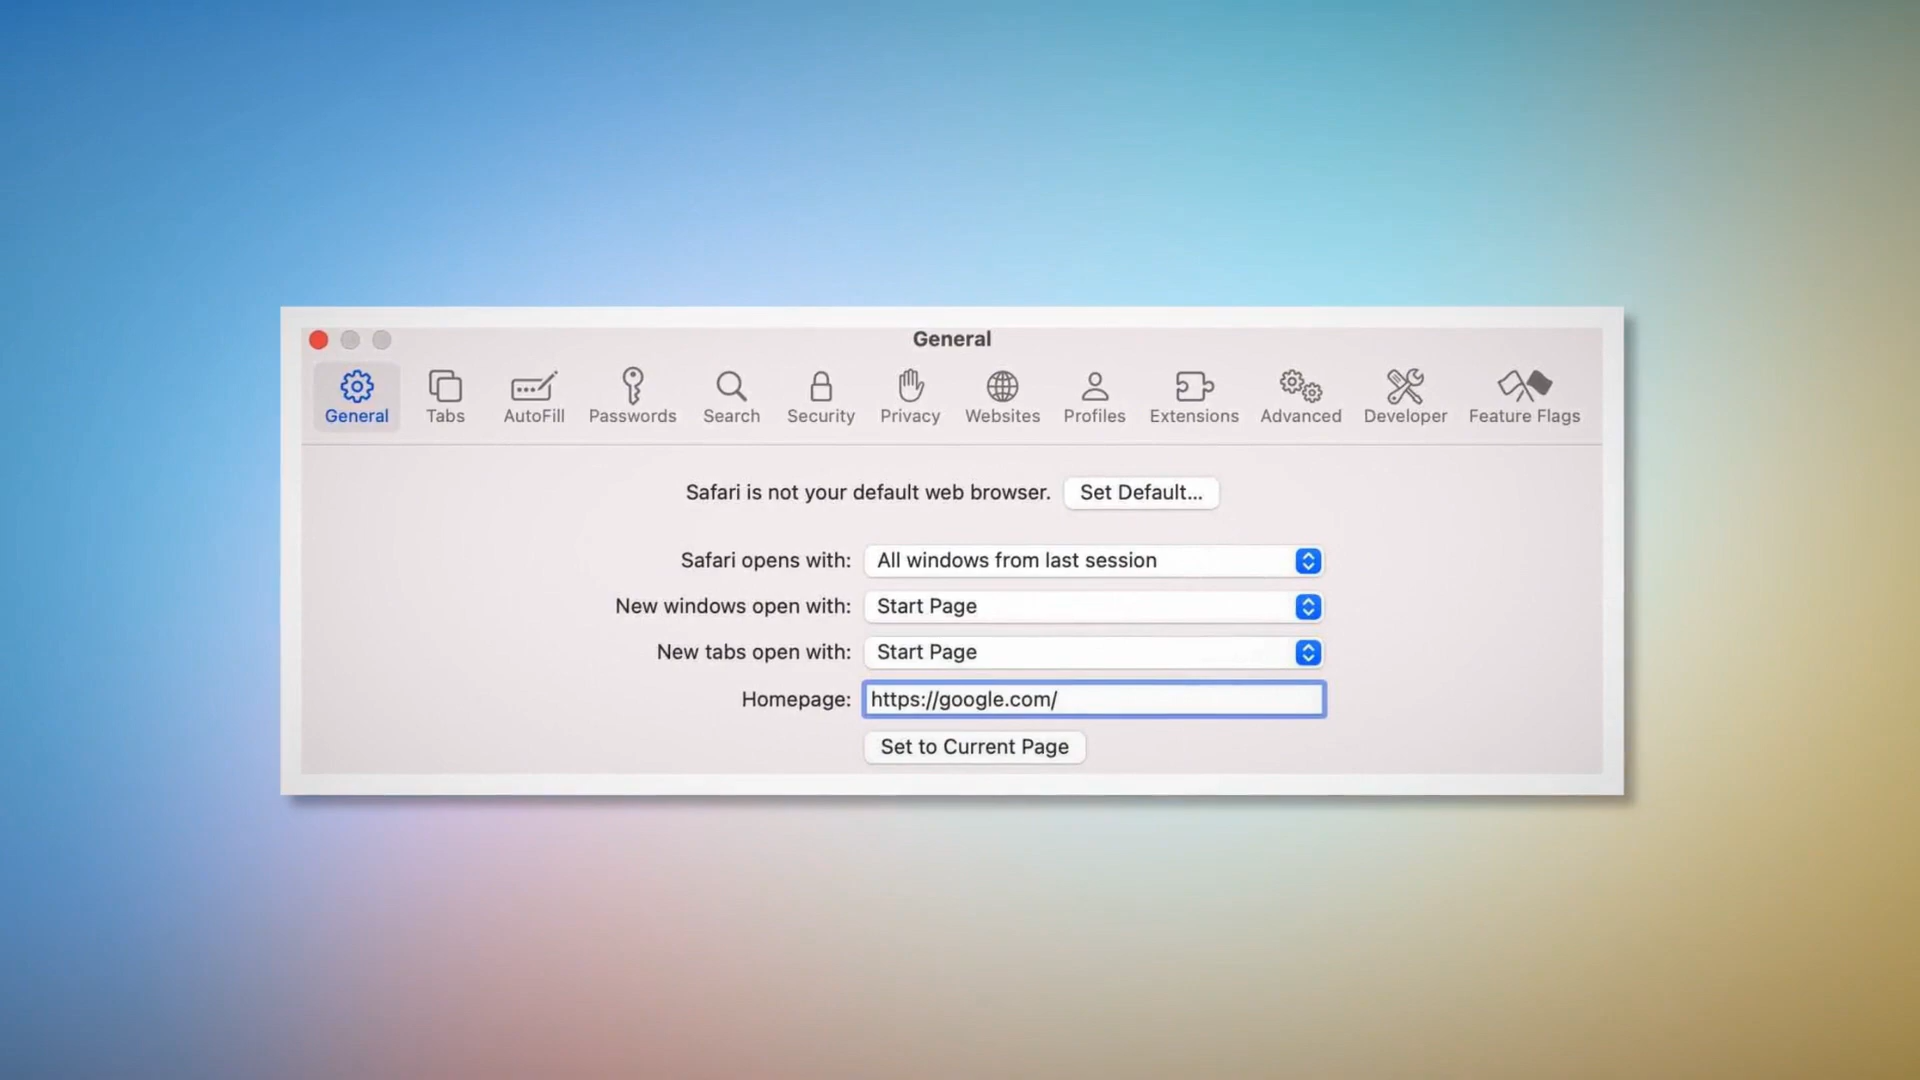 General
General Tabs AutoFill Passwords Search Security Privacy Websites Profiles Extensions Advanced Developer Feature Flags
Safari is not your default web browser. Set Default...
Safari opens with: All windows from last session
New windows open with: Start Page
New tabs open with: Start Page
Homepage: https://google.com/
Set to Current Page